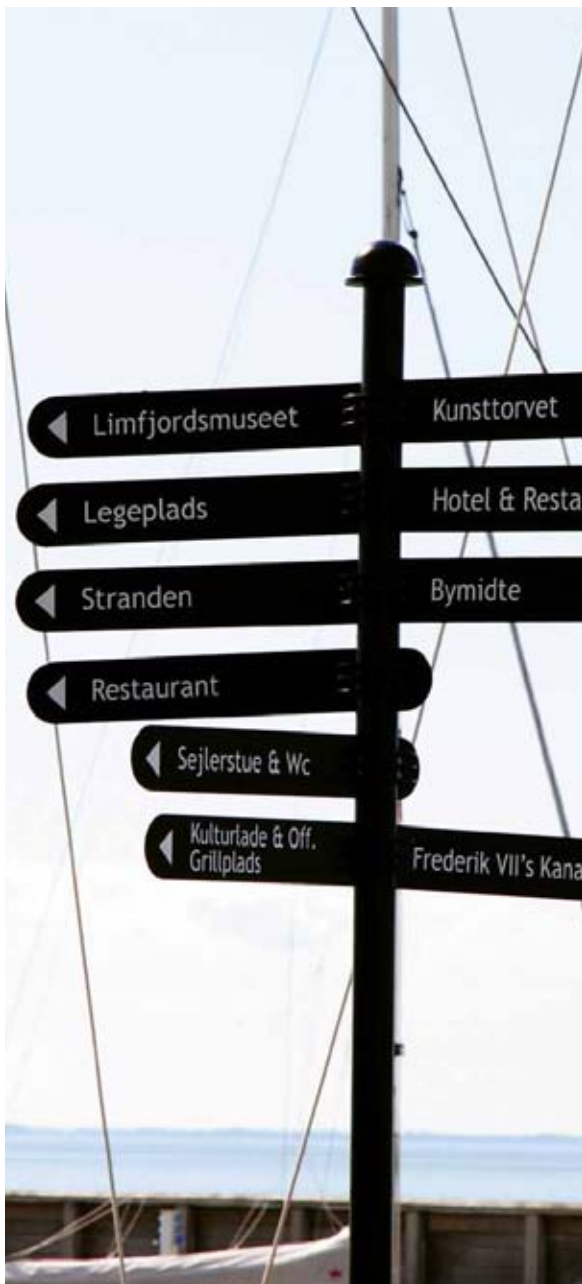 Limfjordsmuseet
Kunsttorvet
Legeplads
Hotel & Resta
Stranden
Bymidte
Restaurant
Sejlerstue & Wc
Kulturlade & Off.
Grillplads
Frederik VII's Kana